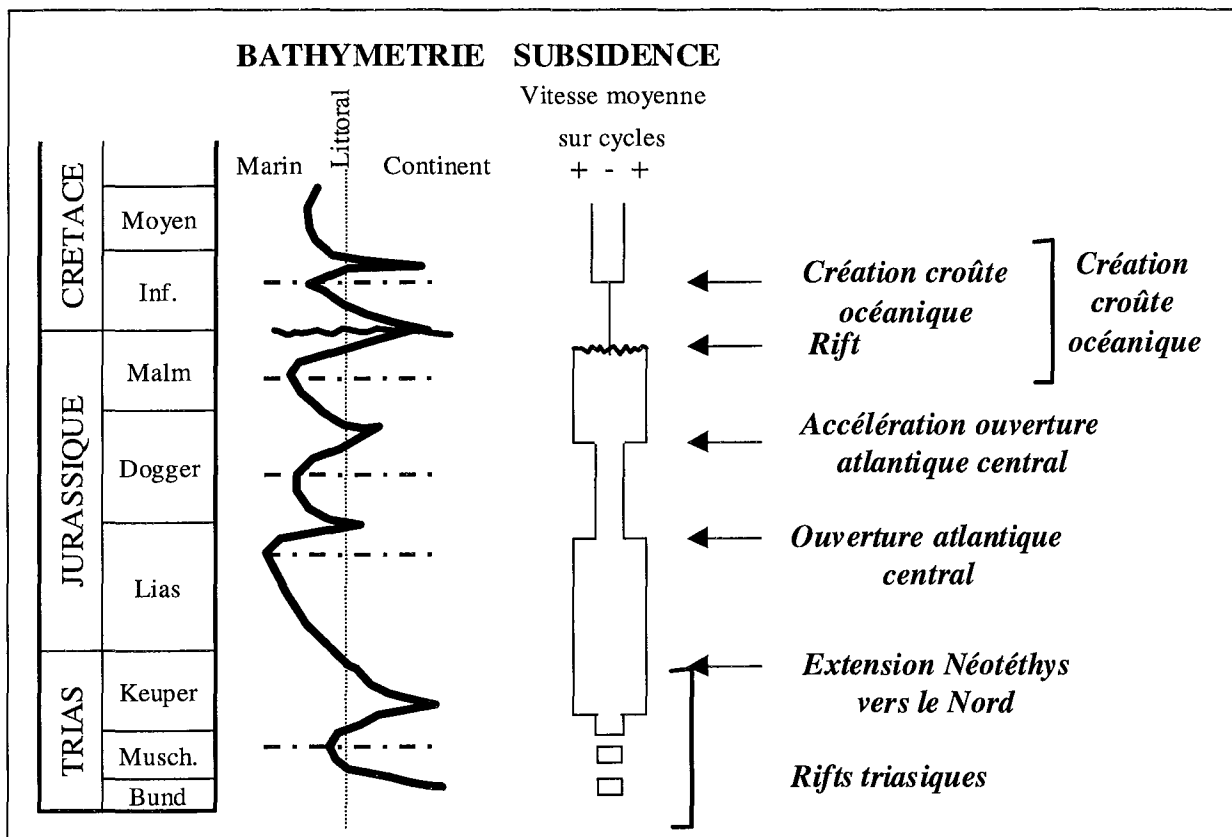 BATHYMETRIE SUBSIDENCE
Vitesse moyenne
sur cycles
+ - +
Littoral
Marin
Continent
CRETACE
Moyen
Inf.
JURASSIQUE
Malm
Dogger
Lias
TRIAS
Keuper
Musch.
Bund
Création croûte
océanique
Rift
Création
croûte
océanique
Accélération ouverture
atlantique central
Ouverture atlantique
central
Extension Néotéthys
vers le Nord
Rifts triasiques